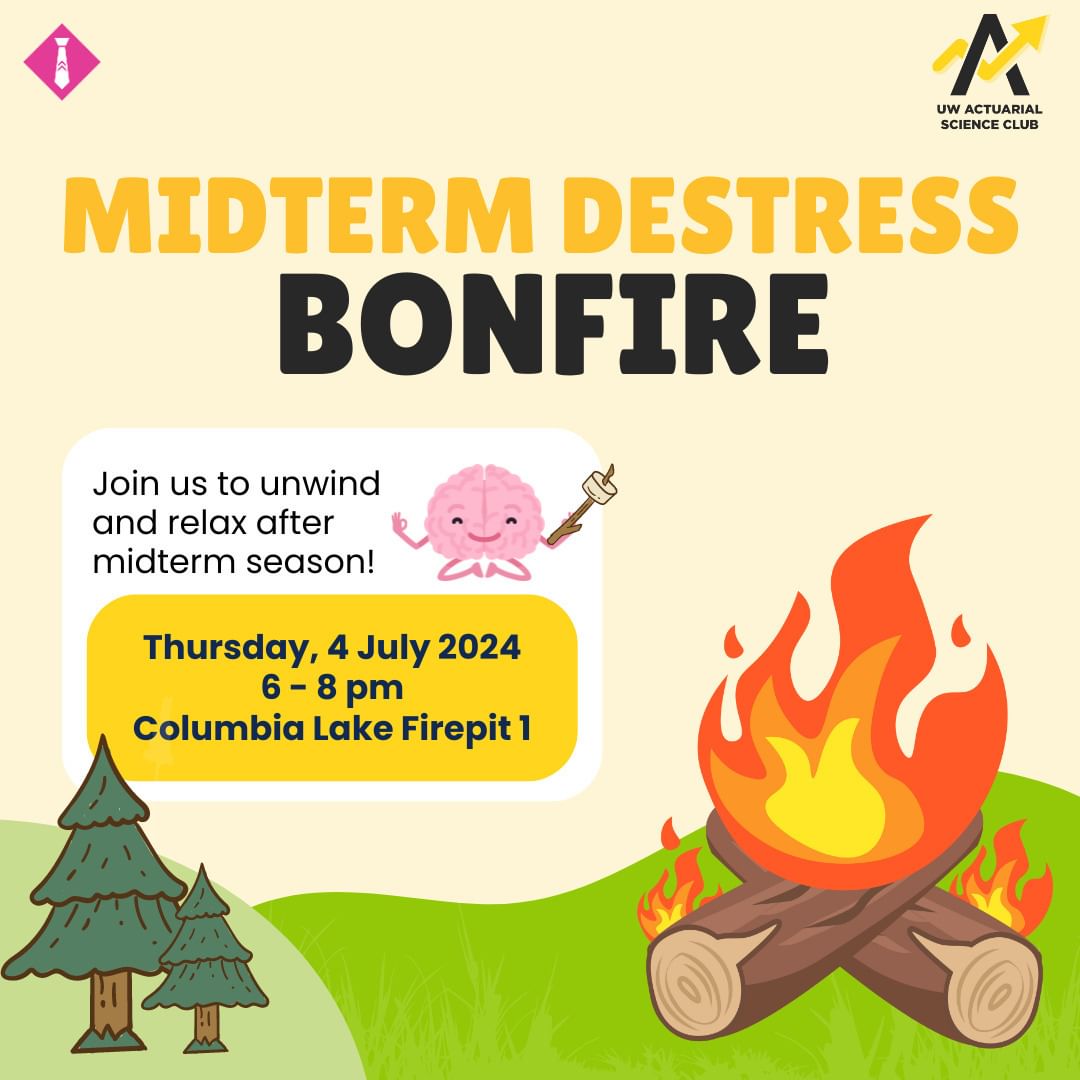 UW ACTUARIAL
SCIENCE CLUB
MIDTERM DESTRESS
BONFIRE
Join us to unwind
and relax after
midterm season!
Thursday, 4 July 2024
6 - 8 pm
Columbia Lake Firepit 1